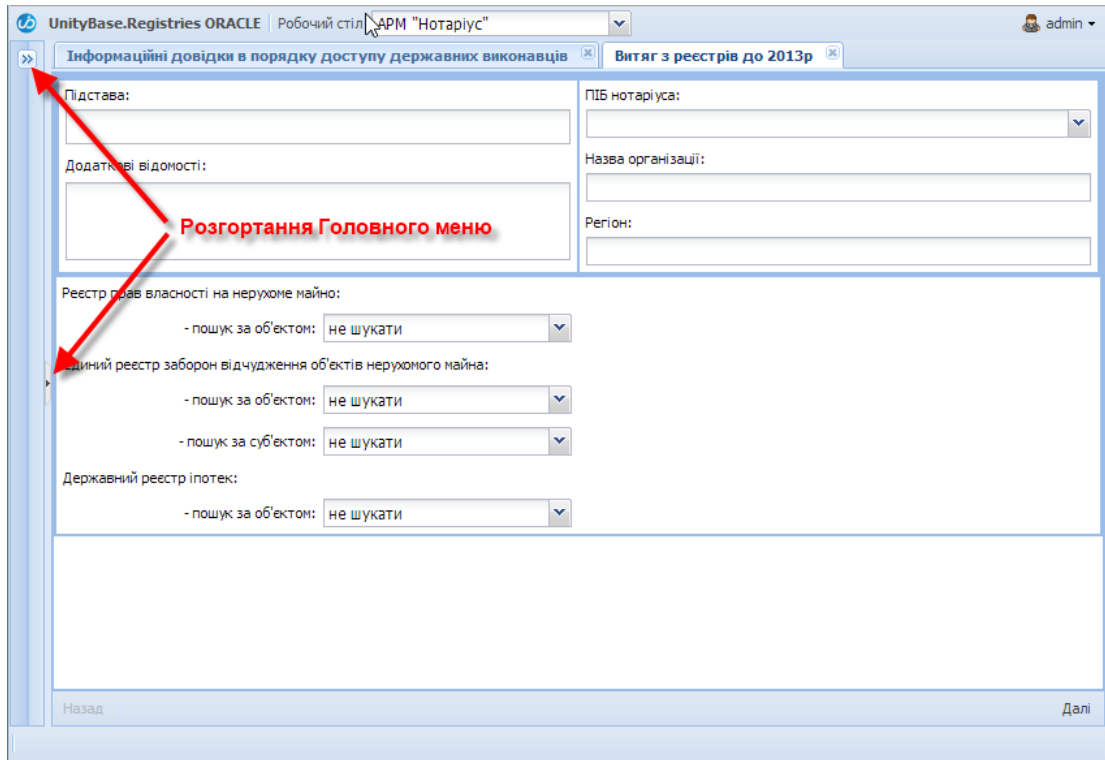 UnityBase.Registries ORACLE Робочий стіл АРМ "Нотаріус" admin
Інформаційні довідки в порядку доступу державних виконавців Витяг з реєстрів до 2013р
Підстава:
Додаткові відомості:
ПІБ нотаріуса:
Назва організації:
Регіон:
Розгортання Головного меню
Реєстр прав власності на нерухоме майно:
- пошук за об'єктом: не шукати
Єдиний реєстр заборон відчудження об'єктів нерухомого майна:
- пошук за об'єктом: не шукати
- пошук за суб'єктом: не шукати
Державний реєстр іпотек:
- пошук за об'єктом: не шукати
Назад Далі